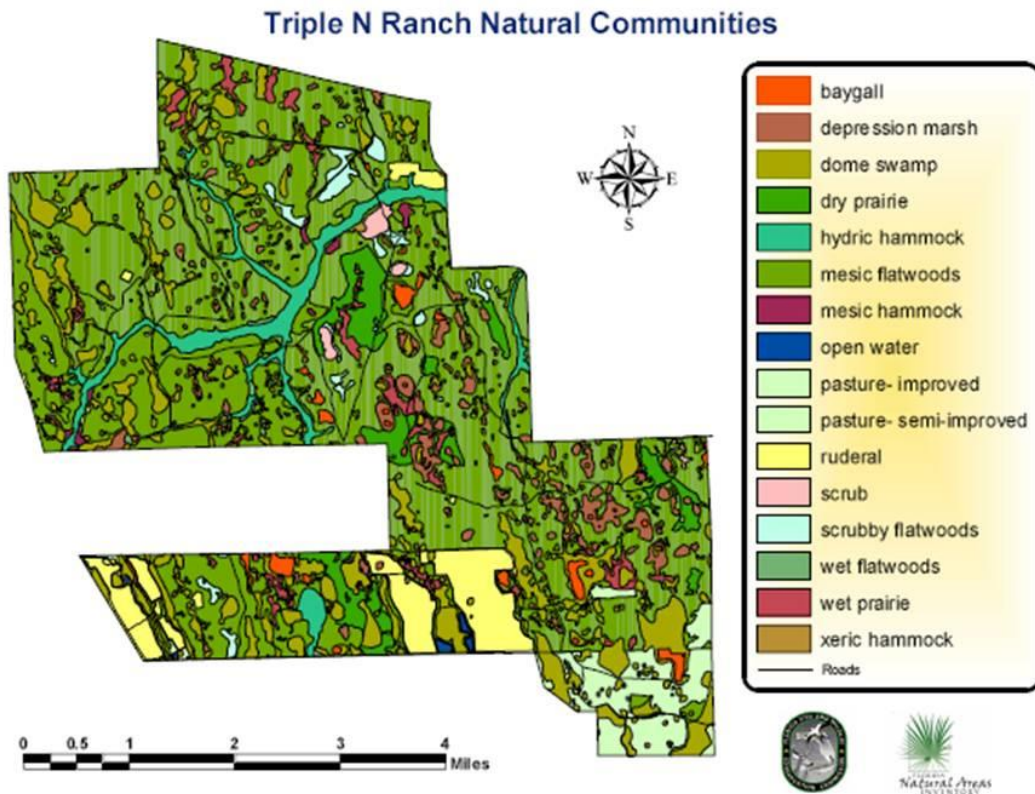 Triple N Ranch Natural Communities
N
W E
S
baygall
depression marsh
dome swamp
dry prairie
hydric hammock
mesic flatwoods
mesic hammock
open water
pasture- improved
pasture- semi-improved
ruderal
scrub
scrubby flatwoods
wet flatwoods
wet prairie
xeric hammock
Roads
0 0.5 1 2 3 4
Miles
FLORIDA
Natural Areas
INVENTORY